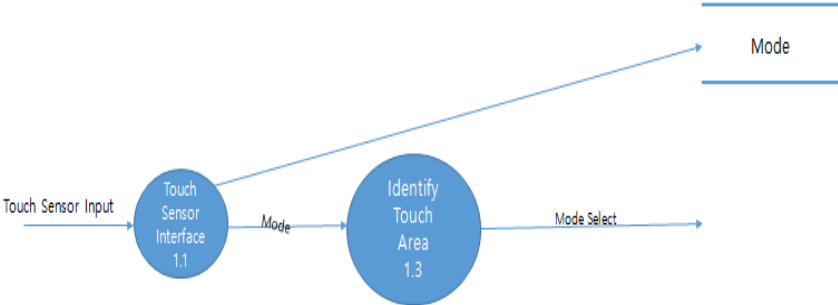 Mode
Touch Sensor Input
Touch
Sensor
Interface
1.1
Mode
Identify
Touch
Area
1.3
Mode Select